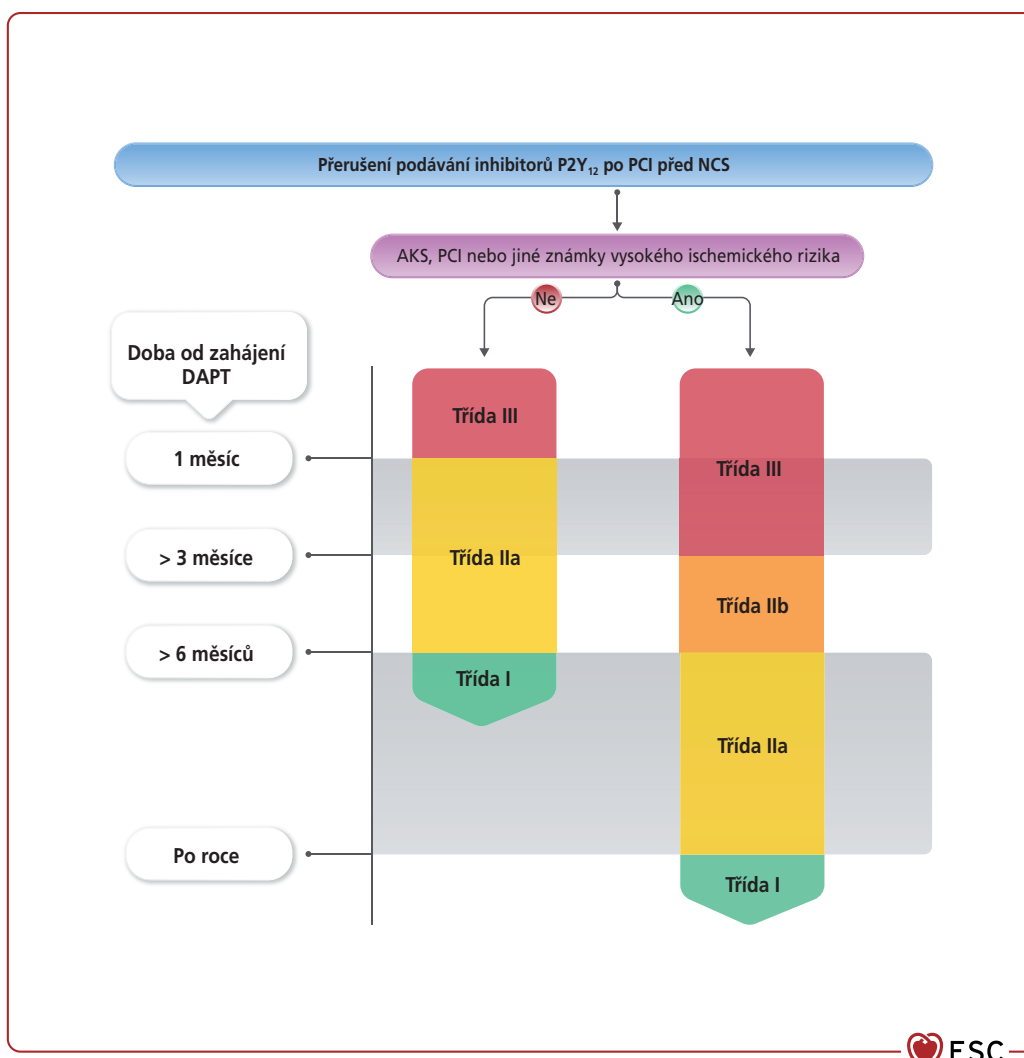 Přerušení podávání inhibitorů P2Y₁₂ po PCI před NCS
AKS, PCI nebo jiné známky vysokého ischemického rizika
Ne
Ano
Doba od zahájení
DAPT
Třída III
1 měsíc
Třída III
> 3 měsíce
Třída IIa
Třída IIb
> 6 měsíců
Třída I
Třída IIa
Po roce
Třída I
ESC